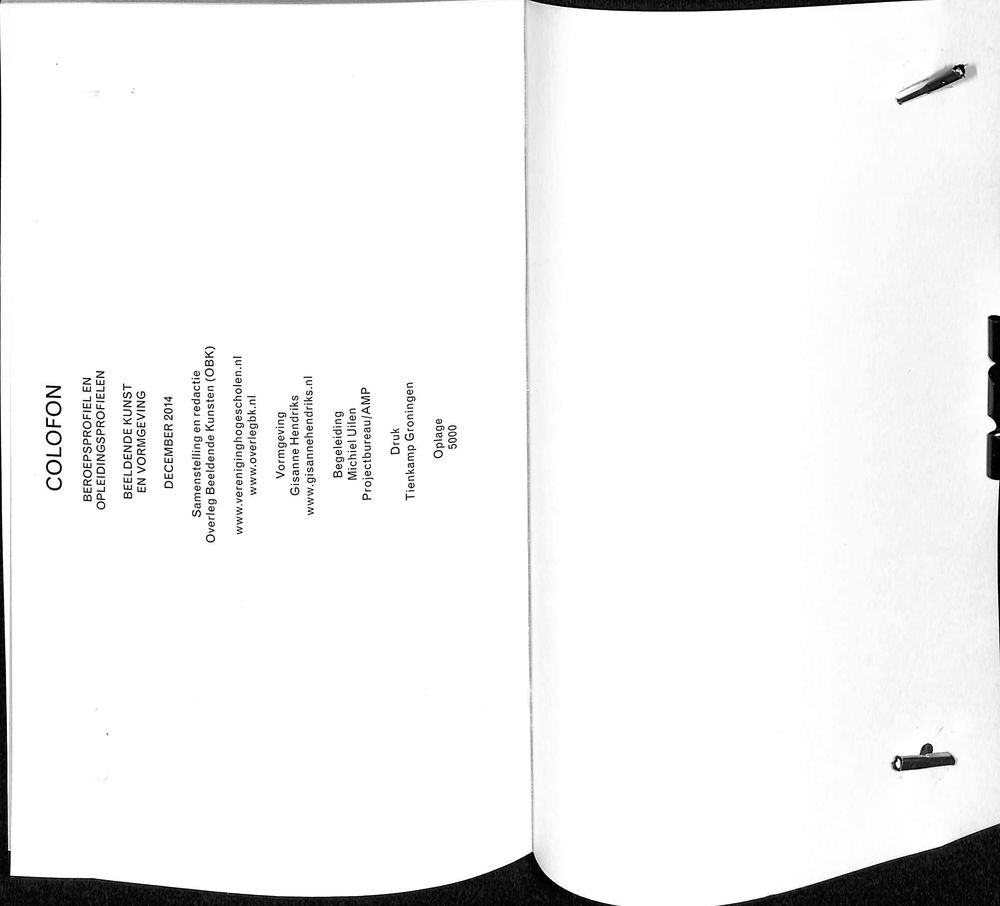 COLOFON
BEROEPSPROFIEL EN
OPLEIDINGSPROFIELEN
BEELDENDE KUNST
EN VORMGEVING
DECEMBER 2014
Samenstelling en redactie
Overleg Beeldende Kunsten (OBK)
www.vereniginghogescholen.nl
www.overlegbk.nl
Vormgeving
Gisanne Hendriks
www.gisannehendriks.nl
Begeleiding
Michiel Uilen
Projectbureau/AMP
Druk
Tienkamp Groningen
Oplage
5000